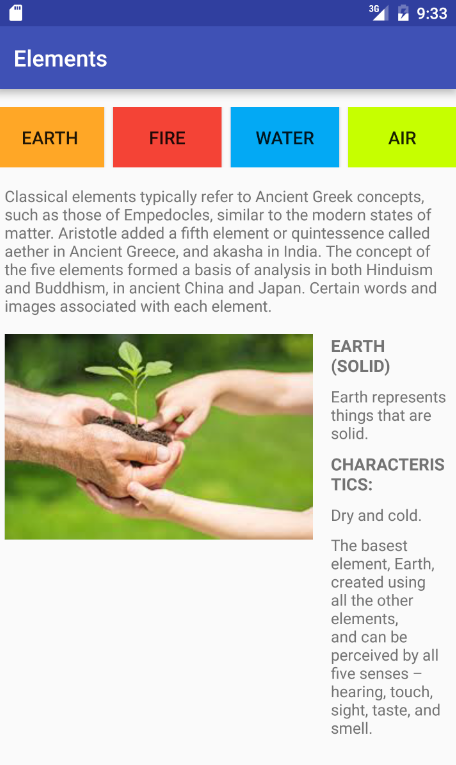 3G 9:33
Elements
EARTH FIRE WATER AIR
Classical elements typically refer to Ancient Greek concepts,
such as those of Empedocles, similar to the modern states of
matter. Aristotle added a fifth element or quintessence called
aether in Ancient Greece, and akasha in India. The concept of
the five elements formed a basis of analysis in both Hinduism
and Buddhism, in ancient China and Japan. Certain words and
images associated with each element.
EARTH
(SOLID)
Earth represents
things that are
solid.
CHARACTERIS
TICS:
Dry and cold.
The basest
element, Earth,
created using
all the other
elements,
and can be
perceived by all
five senses –
hearing, touch,
sight, taste, and
smell.